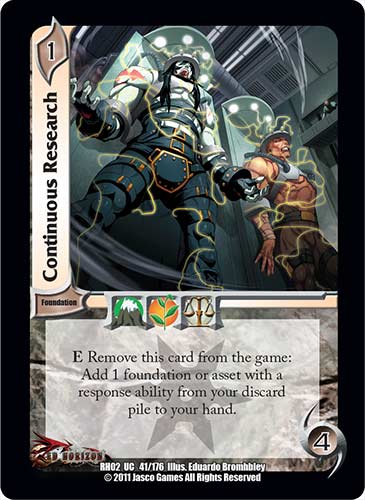 1
Continuous Research
Foundation
E Remove this card from the game:
Add 1 foundation or asset with a
response ability from your discard
pile to your hand.
RED HORIZON
4
RH02 UC 41/176 Illus. Eduardo Bromhbley
© 2011 Jasco Games All Rights Reserved